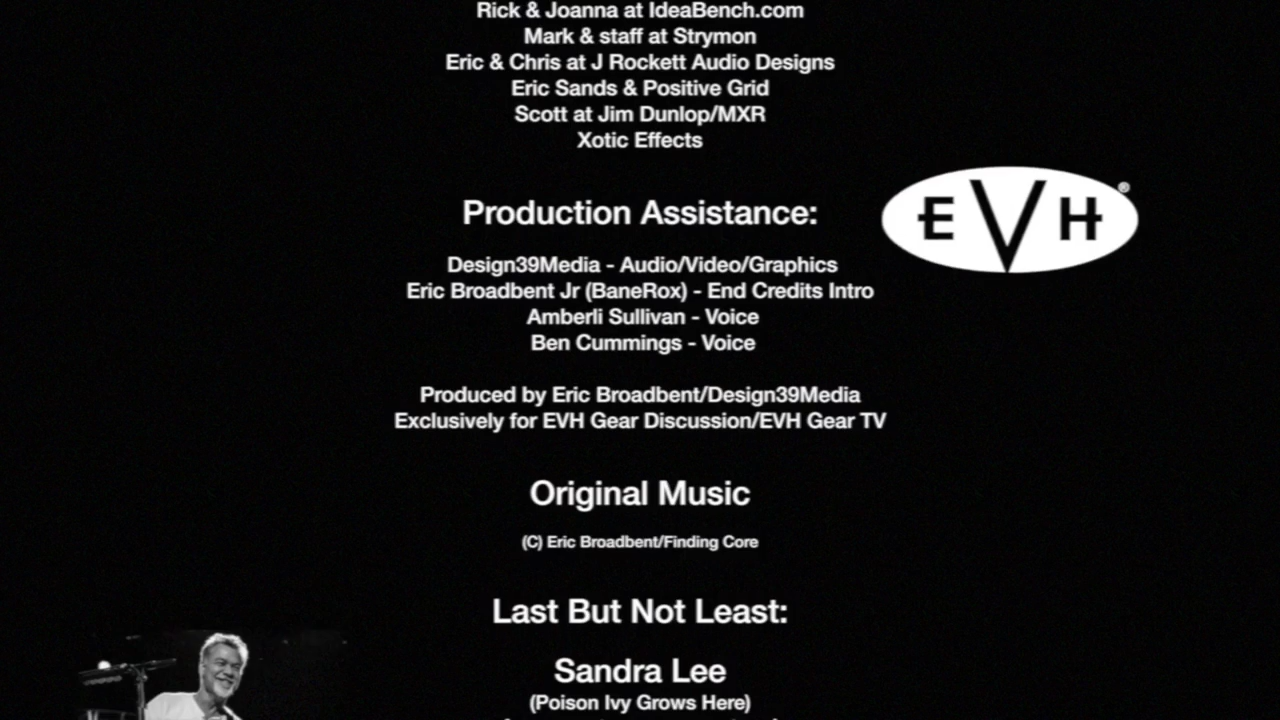 Rick & Joanna at IdeaBench.com
Mark & staff at Strymon
Eric & Chris at J Rockett Audio Designs
Eric Sands & Positive Grid
Scott at Jim Dunlop/MXR
Xotic Effects
Production Assistance:
EVH®
Design39Media - Audio/Video/Graphics
Eric Broadbent Jr (BaneRox) - End Credits Intro
Amberli Sullivan - Voice
Ben Cummings - Voice
Produced by Eric Broadbent/Design39Media
Exclusively for EVH Gear Discussion/EVH Gear TV
Original Music
(C) Eric Broadbent/Finding Core
Last But Not Least:
Sandra Lee
(Poison Ivy Grows Here)